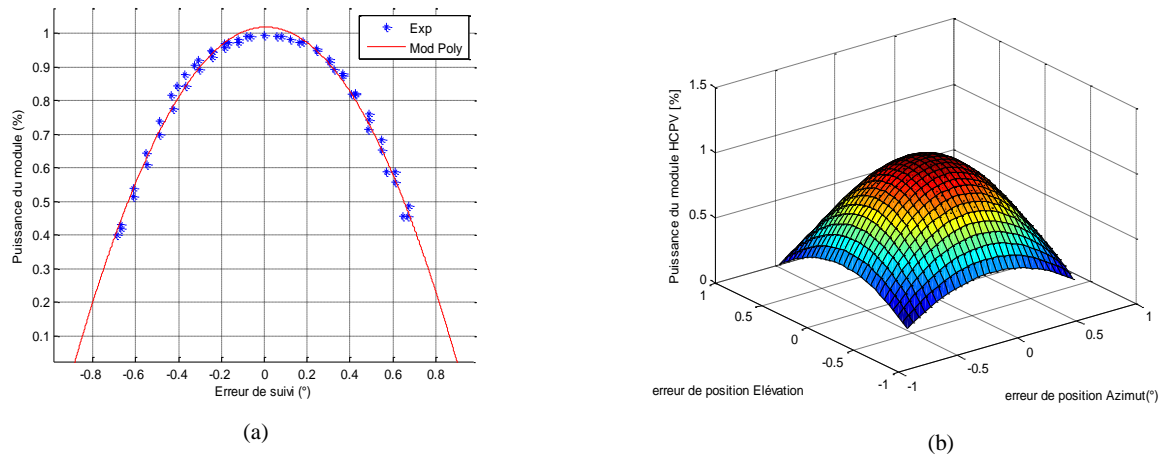 Exp
Mod Poly
1
0.9
0.8
0.7
0.6
0.5
0.4
0.3
0.2
0.1
Puissance du module (%)
-0.8 -0.6 -0.4 -0.2 0 0.2 0.4 0.6 0.8
Erreur de suivi (°)
(a)
1.5
1
0.5
0
Puissance du module HCPV [%]
1
0.5
0
-0.5
-1
erreur de position Elévation
-1
-0.5
0
0.5
1
erreur de position Azimut(°)
(b)